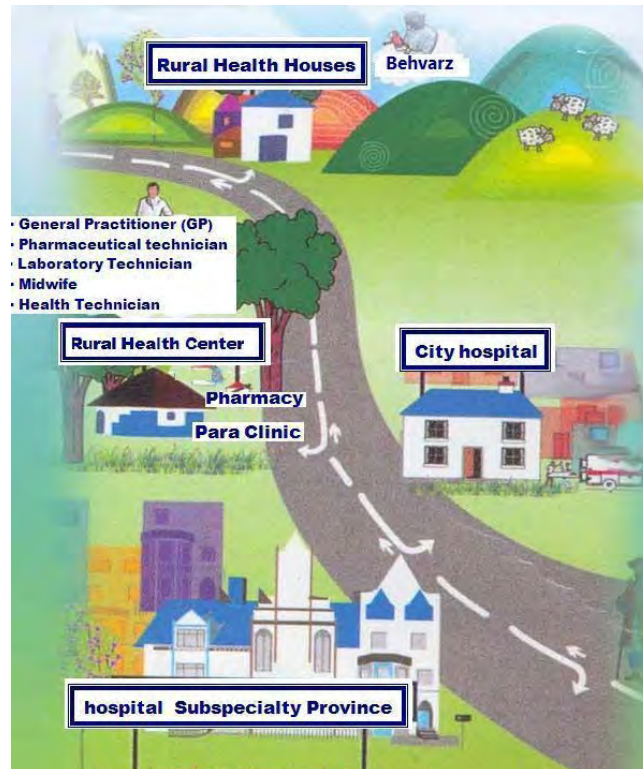 Rural Health Houses
Behvarz
· General Practitioner (GP)
· Pharmaceutical technician
· Laboratory Technician
· Midwife
· Health Technician
Rural Health Center
City hospital
Pharmacy
Para Clinic
hospital Subspecialty Province